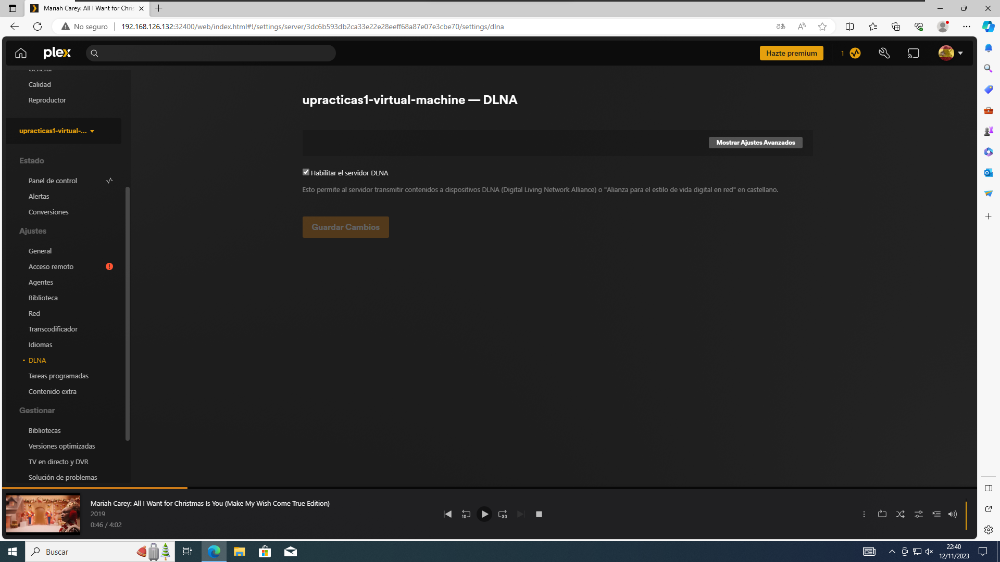 Mariah Carey: All I Want for Chris
No seguro
192.168.126.132:32400/web/index.html#!/settings/server/3dc6b593db2ca33e22e28eeff68a87e07e3cbe70/settings/dlna
plex
Hazte premium
1
General
Calidad
Reproductor
upracticas1-virtual-...
Estado
Panel de control
Alertas
Conversiones
Ajustes
General
Acceso remoto
Agentes
Biblioteca
Red
Transcodificador
Idiomas
DLNA
Tareas programadas
Contenido extra
Gestionar
Bibliotecas
Versiones optimizadas
TV en directo y DVR
Solución de problemas
upracticas1-virtual-machine — DLNA
Mostrar Ajustes Avanzados
Habilitar el servidor DLNA
Esto permite al servidor transmitir contenidos a dispositivos DLNA (Digital Living Network Alliance) o "Alianza para el estilo de vida digital en red" en castellano.
Guardar Cambios
Mariah Carey: All I Want for Christmas Is You (Make My Wish Come True Edition)
2019
0:46 / 4:02
10
30
Buscar
22:40
12/11/2023